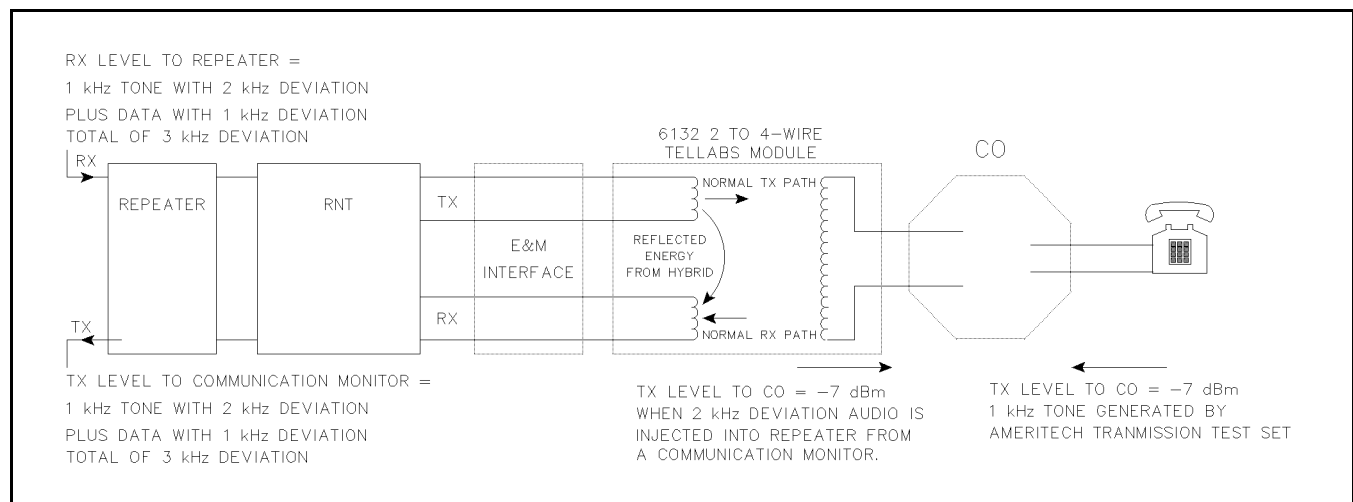 RX LEVEL TO REPEATER =
1 kHz TONE WITH 2 kHz DEVIATION
PLUS DATA WITH 1 kHz DEVIATION
TOTAL OF 3 kHz DEVIATION
RX
REPEATER
RNT
TX
RX
E&M
INTERFACE
6132 2 TO 4-WIRE
TELLABS MODULE
NORMAL TX PATH
REFLECTED
ENERGY
FROM HYBRID
NORMAL RX PATH
CO
TX
TX LEVEL TO COMMUNICATION MONITOR =
1 kHz TONE WITH 2 kHz DEVIATION
PLUS DATA WITH 1 kHz DEVIATION
TOTAL OF 3 kHz DEVIATION
TX LEVEL TO CO = -7 dBm
WHEN 2 kHz DEVIATION AUDIO IS
INJECTED INTO REPEATER FROM
A COMMUNICATION MONITOR.
TX LEVEL TO CO = -7 dBm
1 kHz TONE GENERATED BY
AMERITECH TRANMISSION TEST SET